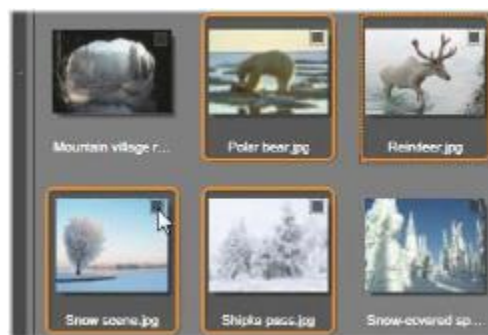 Mountain village r...
Polar bear.jpg
Reindeer.jpg
Snow scene.jpg
Shipka pass.jpg
Snow-covered sp...